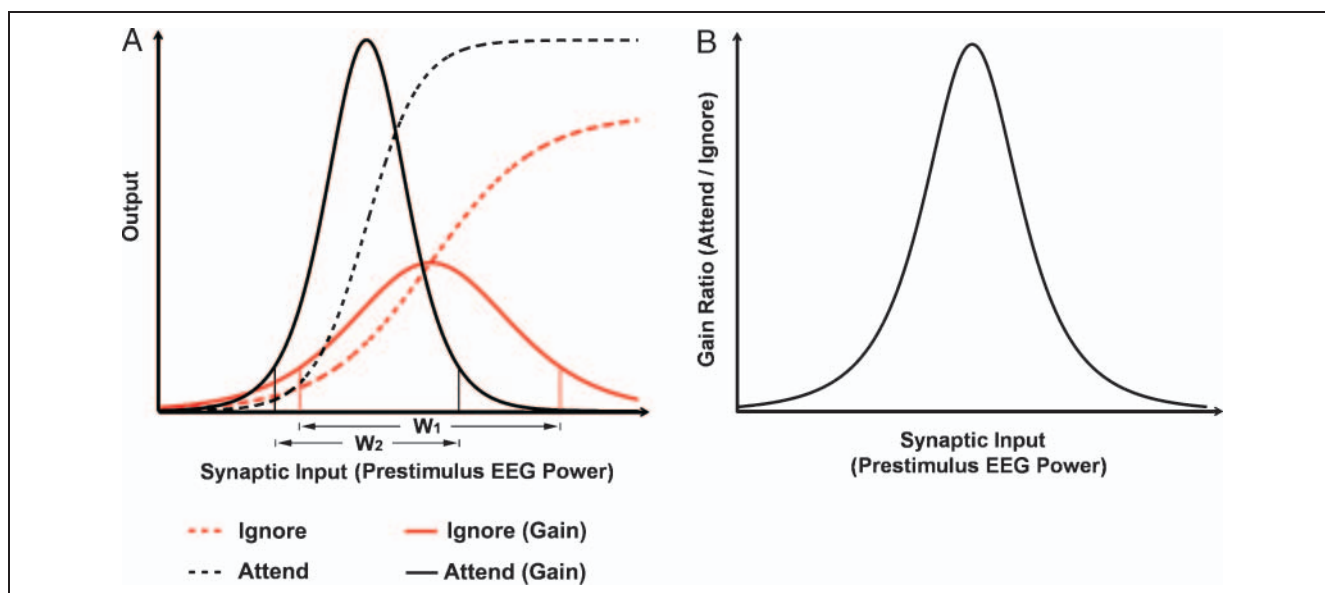 A
Output
W₁
W₂
Synaptic Input (Prestimulus EEG Power)
Ignore
Ignore (Gain)
Attend
Attend (Gain)
B
Gain Ratio (Attend / Ignore)
Synaptic Input
(Prestimulus EEG Power)